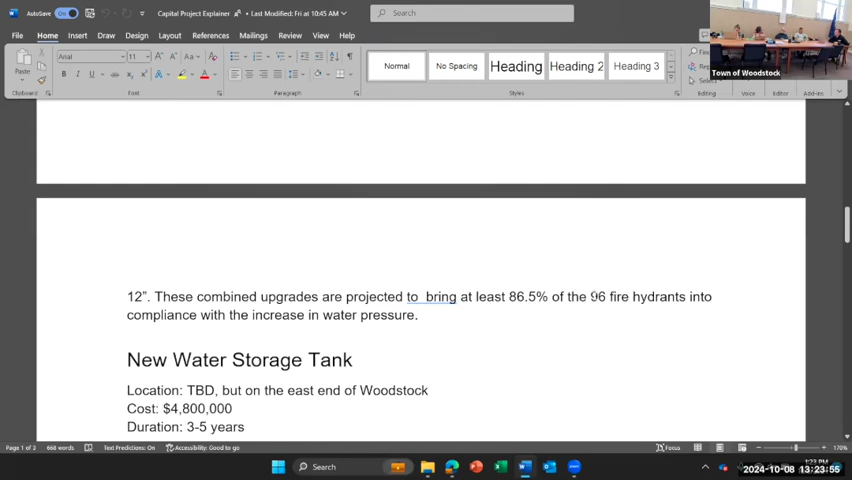 AutoSave On Capital Project Explainer • Last Modified: Fri at 10:45 AM Search
File Home Insert Draw Design Layout References Mailings Review View Help
Paste Arial 11 Aa Normal No Spacing Heading Heading 2 Heading 3
B I U
Clipboard Font Paragraph Styles Editing Voice Editor Add-ins
Town of Woodstock
12”. These combined upgrades are projected to bring at least 86.5% of the 96 fire hydrants into
compliance with the increase in water pressure.
New Water Storage Tank
Location: TBD, but on the east end of Woodstock
Cost: $4,800,000
Duration: 3-5 years
Page 1 of 3 668 words Text Predictions: On Accessibility: Good to go Focus 170%
Search
1:23 PM
2024-10-08 13:23:55